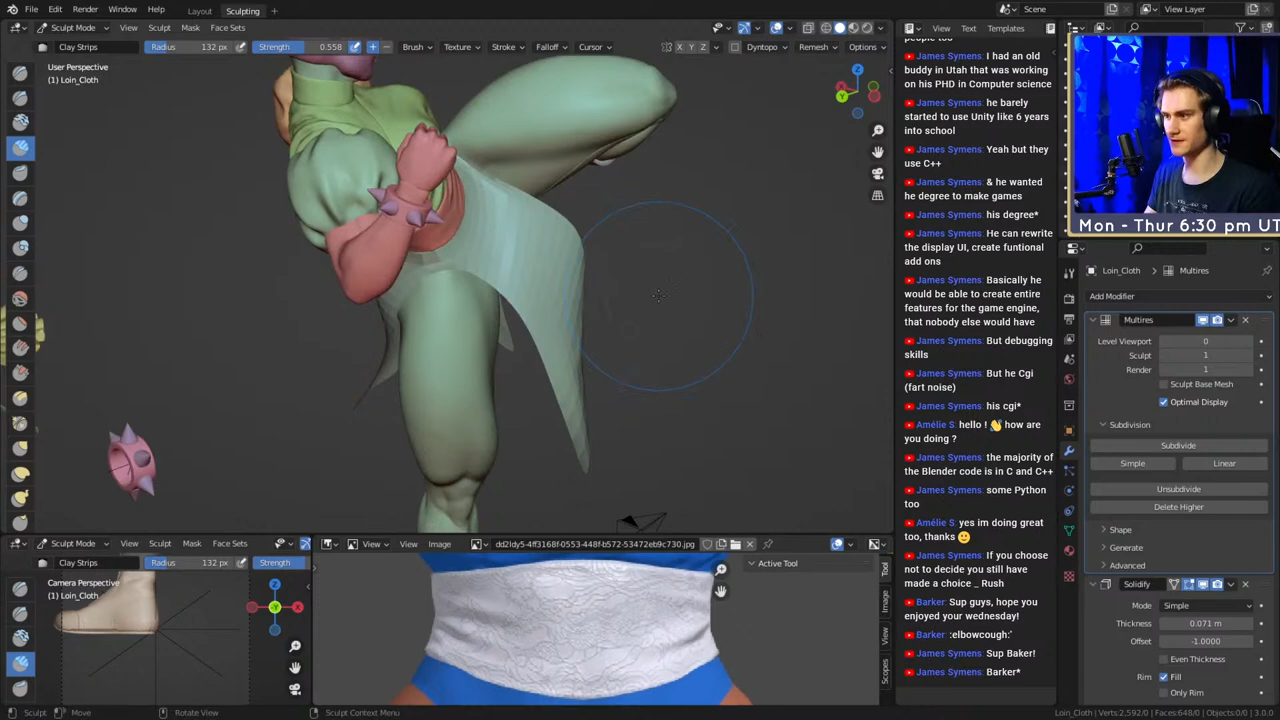 File Edit Render Window Help Layout Sculpting + Scene View Layer
Sculpt Mode View Sculpt Mask Face Sets
Clay Strips Radius 132 px Strength 0.558 + − Brush Texture Stroke Falloff Cursor X Y Z Dyntopo Remesh Options
User Perspective
(1) Loin_Cloth
Z
Y
View Text Templates
people too
James Symens: I had an old
buddy in Utah that was working
on his PHD in Computer science
James Symens: he barely
started to use Unity like 6 years
into school
James Symens: Yeah but they
use C++
James Symens: & he wanted
he degree to make games
James Symens: his degree*
James Symens: He can rewrite
the display UI, create funtional
add ons
James Symens: Basically he
would be able to create entire
features for the game engine,
that nobody else would have
James Symens: But debugging
skills
James Symens: But he Cgi
(fart noise)
James Symens: his cgi*
Amélie S: hello ! 👋 how are
you doing ?
James Symens: the majority of
the Blender code is in C and C++
James Symens: some Python
too
Amélie S: yes im doing great
too, thanks 🙂
James Symens: If you choose
not to decide you still have
made a choice _ Rush
Barker: Sup guys, hope you
enjoyed your wednesday!
Barker: :elbowcough:'
James Symens: Sup Baker!
James Symens: Barker*
Mon - Thur 6:30 pm UT
Loin_Cloth > Multires
Add Modifier
Multires
Level Viewport 0
Sculpt 1
Render 1
Sculpt Base Mesh
Optimal Display
Subdivision
Subdivide
Simple Linear
Unsubdivide
Delete Higher
Shape
Generate
Advanced
Solidify
Mode Simple
Thickness 0.071 m
Offset -1.0000
Even Thickness
Rim Fill
Only Rim
Sculpt Mode View Sculpt Mask Face Sets
Clay Strips Radius 132 px Strength
Camera Perspective
(1) Loin_Cloth
Z
Y
X
View View Image dd2ldy5-4ff3168f-0553-448f-b572-53472eb9c730.jpg
Active Tool
Tool
Image
View
Scopes
Sculpt Move Rotate View Sculpt Context Menu Loin_Cloth | Verts:2,592/0 | Faces:648/0 | Objects:0/0 | 3.0.0